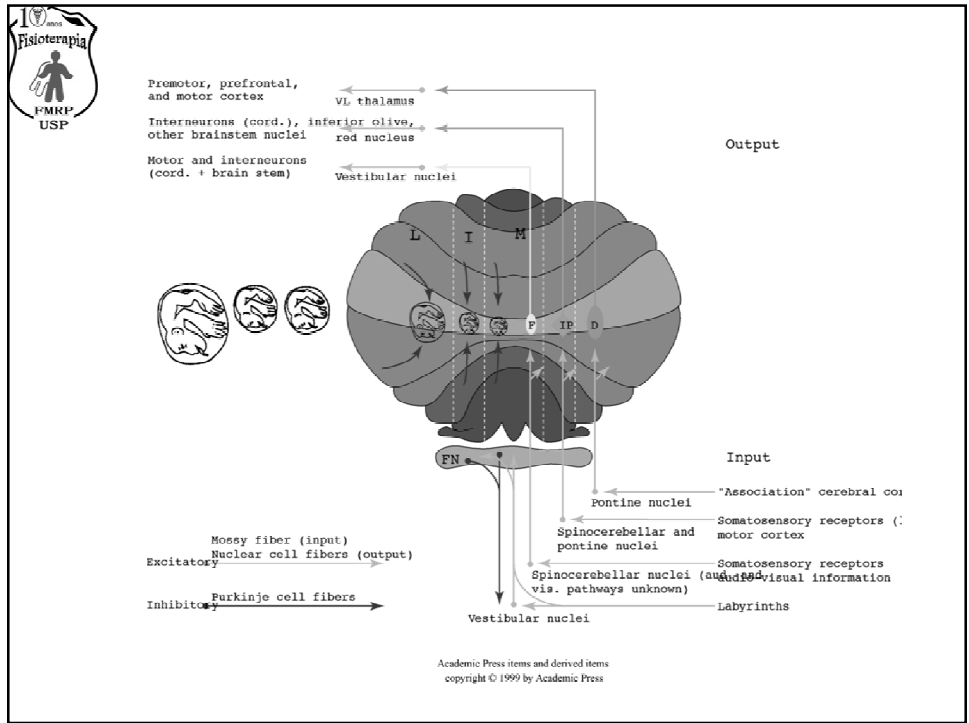 10 anos
Fisioterapia
FMRP
USP
Premotor, prefrontal,
and motor cortex
VL thalamus
Interneurons (cord.), inferior olive,
other brainstem nuclei
red nucleus
Motor and interneurons
(cord. + brain stem)
Vestibular nuclei
Output
L
I
M
F
IP
D
FN
Input
"Association" cerebral
Pontine nuclei
Somatosensory receptors
motor cortex
Spinocerebellar and
pontine nuclei
Somatosensory receptors
audio-visual information
Spinocerebellar nuclei (aud. and
vis. pathways unknown)
Labyrinths
Vestibular nuclei
Mossy fiber (input)
Nuclear cell fibers (output)
Excitatory
Purkinje cell fibers
Inhibitory
Academic Press items and derived items
copyright © 1999 by Academic Press